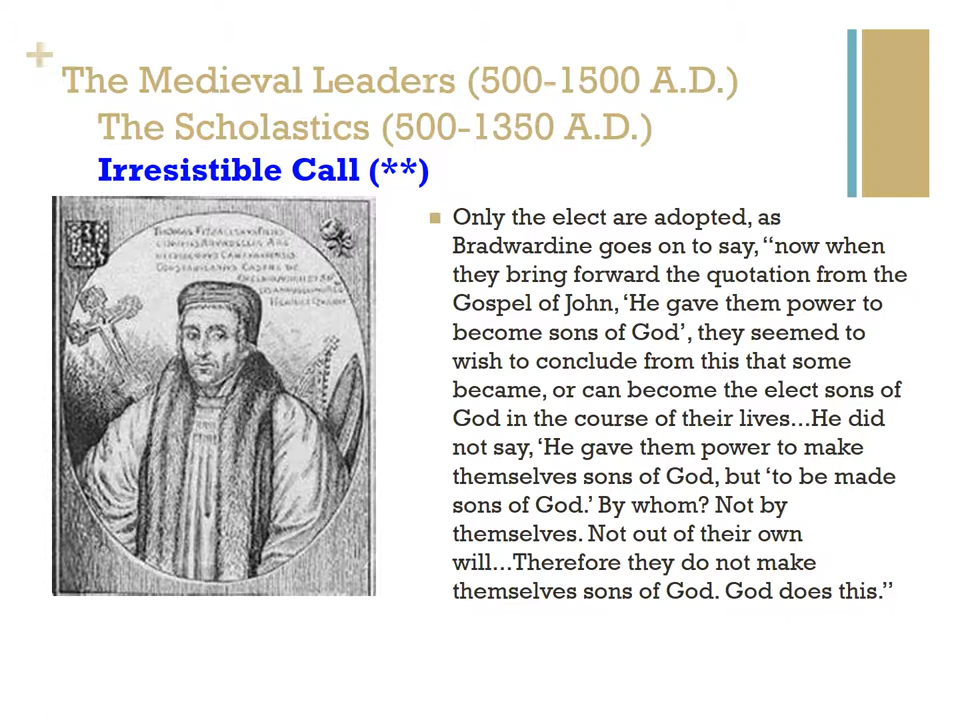 The Medieval Leaders (500-1500 A.D.)
The Scholastics (500-1350 A.D.)
Irresistible Call (**)
Only the elect are adopted, as
Bradwardine goes on to say, “now when
they bring forward the quotation from the
Gospel of John, ‘He gave them power to
become sons of God’, they seemed to
wish to conclude from this that some
became, or can become the elect sons of
God in the course of their lives...He did
not say, ‘He gave them power to make
themselves sons of God, but ‘to be made
sons of God.’ By whom? Not by
themselves. Not out of their own
will...Therefore they do not make
themselves sons of God. God does this.”